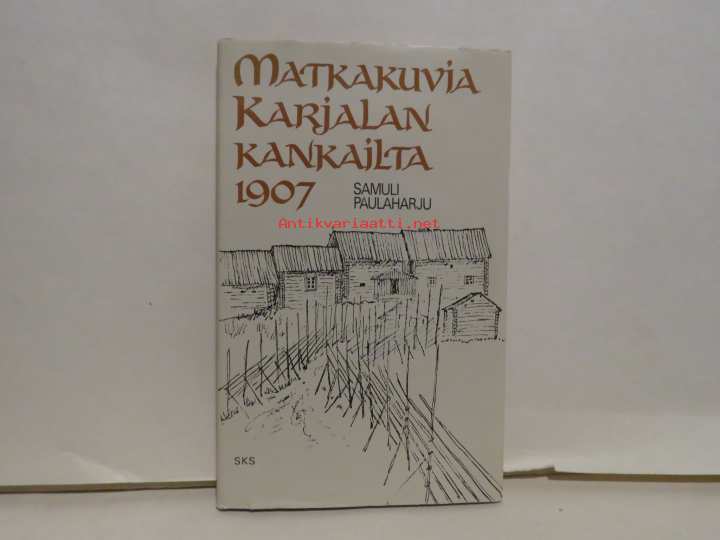 MATKAKUVIA
KARJALAN
KANKAILTA
1907
SAMULI
PAULAHARJU
Antikvariaatti.net
SKS